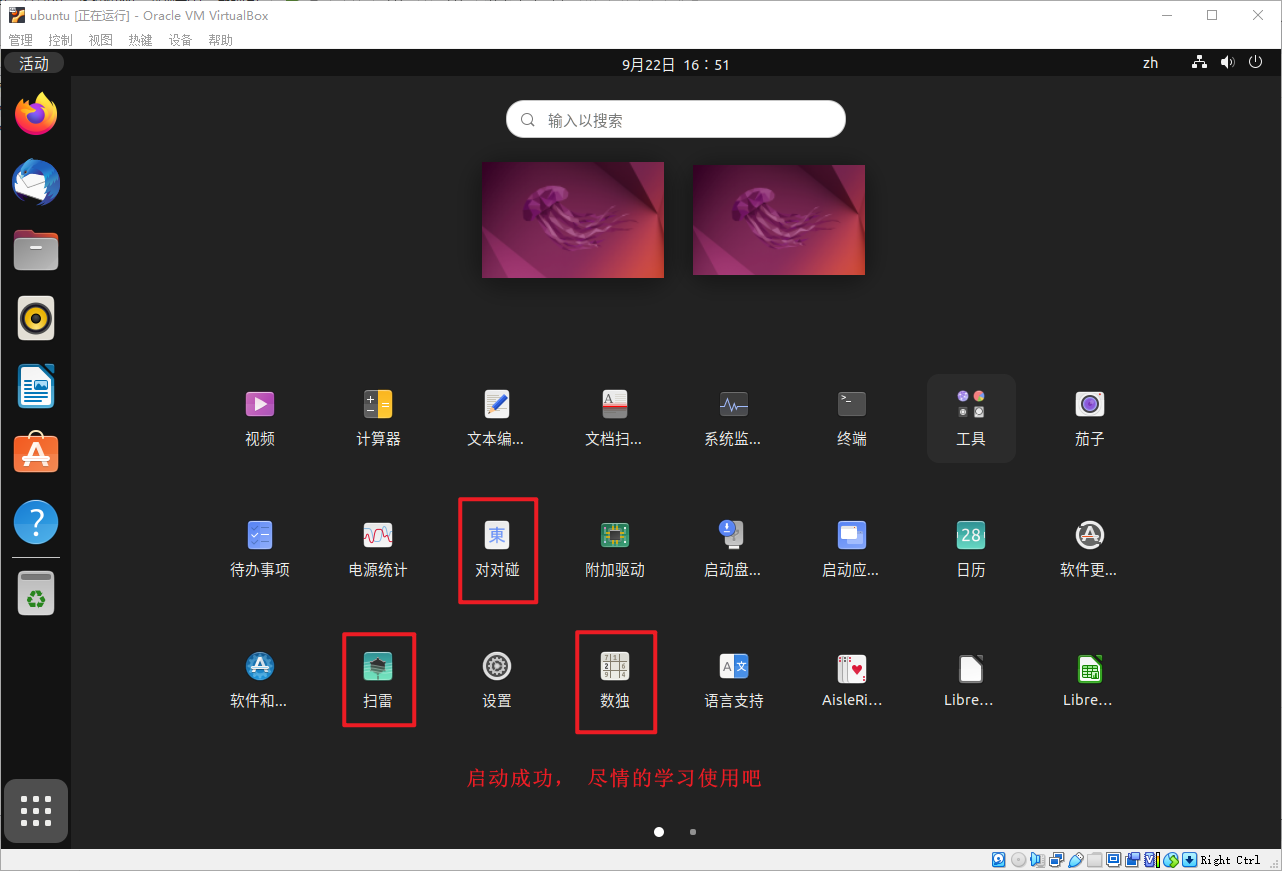 ubuntu [正在运行] - Oracle VM VirtualBox
管理 控制 视图 热键 设备 帮助
活动 9月22日 16：51 zh
输入以搜索
视频 计算器 文本编... 文档扫... 系统监... 终端 工具 茄子
待办事项 电源统计 对对碰 附加驱动 启动盘... 启动应... 日历 软件更...
软件和... 扫雷 设置 数独 语言支持 AisleRi... Libre... Libre...
启动成功， 尽情的学习使用吧
Right Ctrl